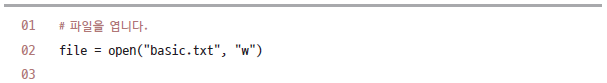 01 # 파일을 엽니다.
02 file = open("basic.txt", "w")
03